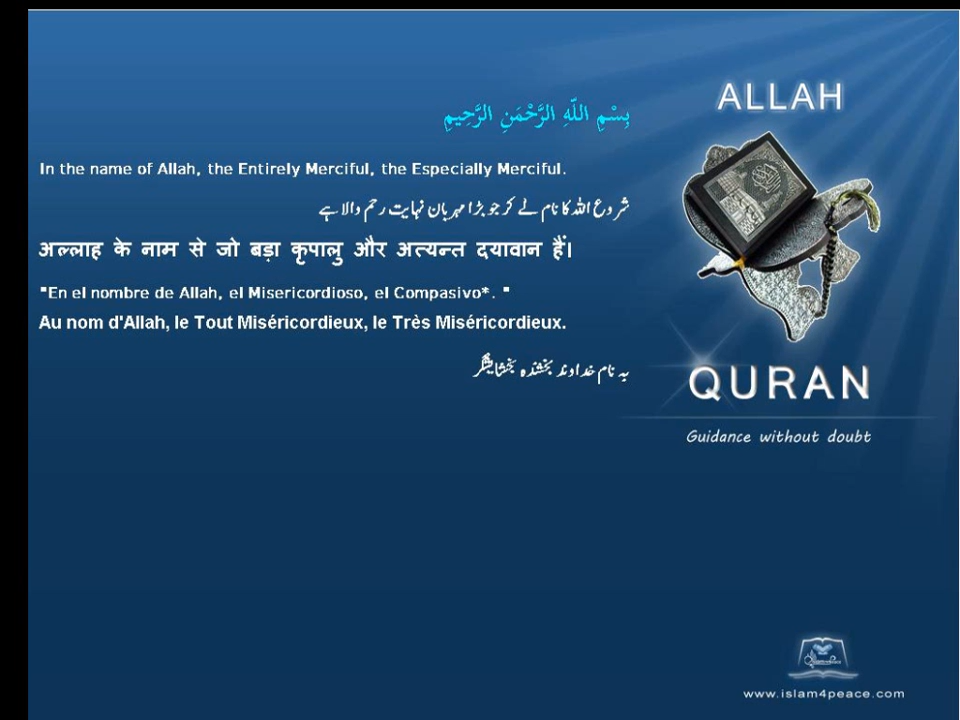 بِسْمِ اللّهِ الرَّحْمَنِ الرَّحِيمِ
In the name of Allah, the Entirely Merciful, the Especially Merciful.
شروع الله کا نام لے کر جو بڑا مہربان نہایت رحم والا ہے
अल्लाह के नाम से जो बड़ा कृपालु और अत्यन्त दयावान हैं।
"En el nombre de Allah, el Misericordioso, el Compasivo*. "
Au nom d'Allah, le Tout Miséricordieux, le Très Miséricordieux.
به نام خداوند بخشنده بخشایشگر
ALLAH
QURAN
Guidance without doubt
www.islam4peace.com